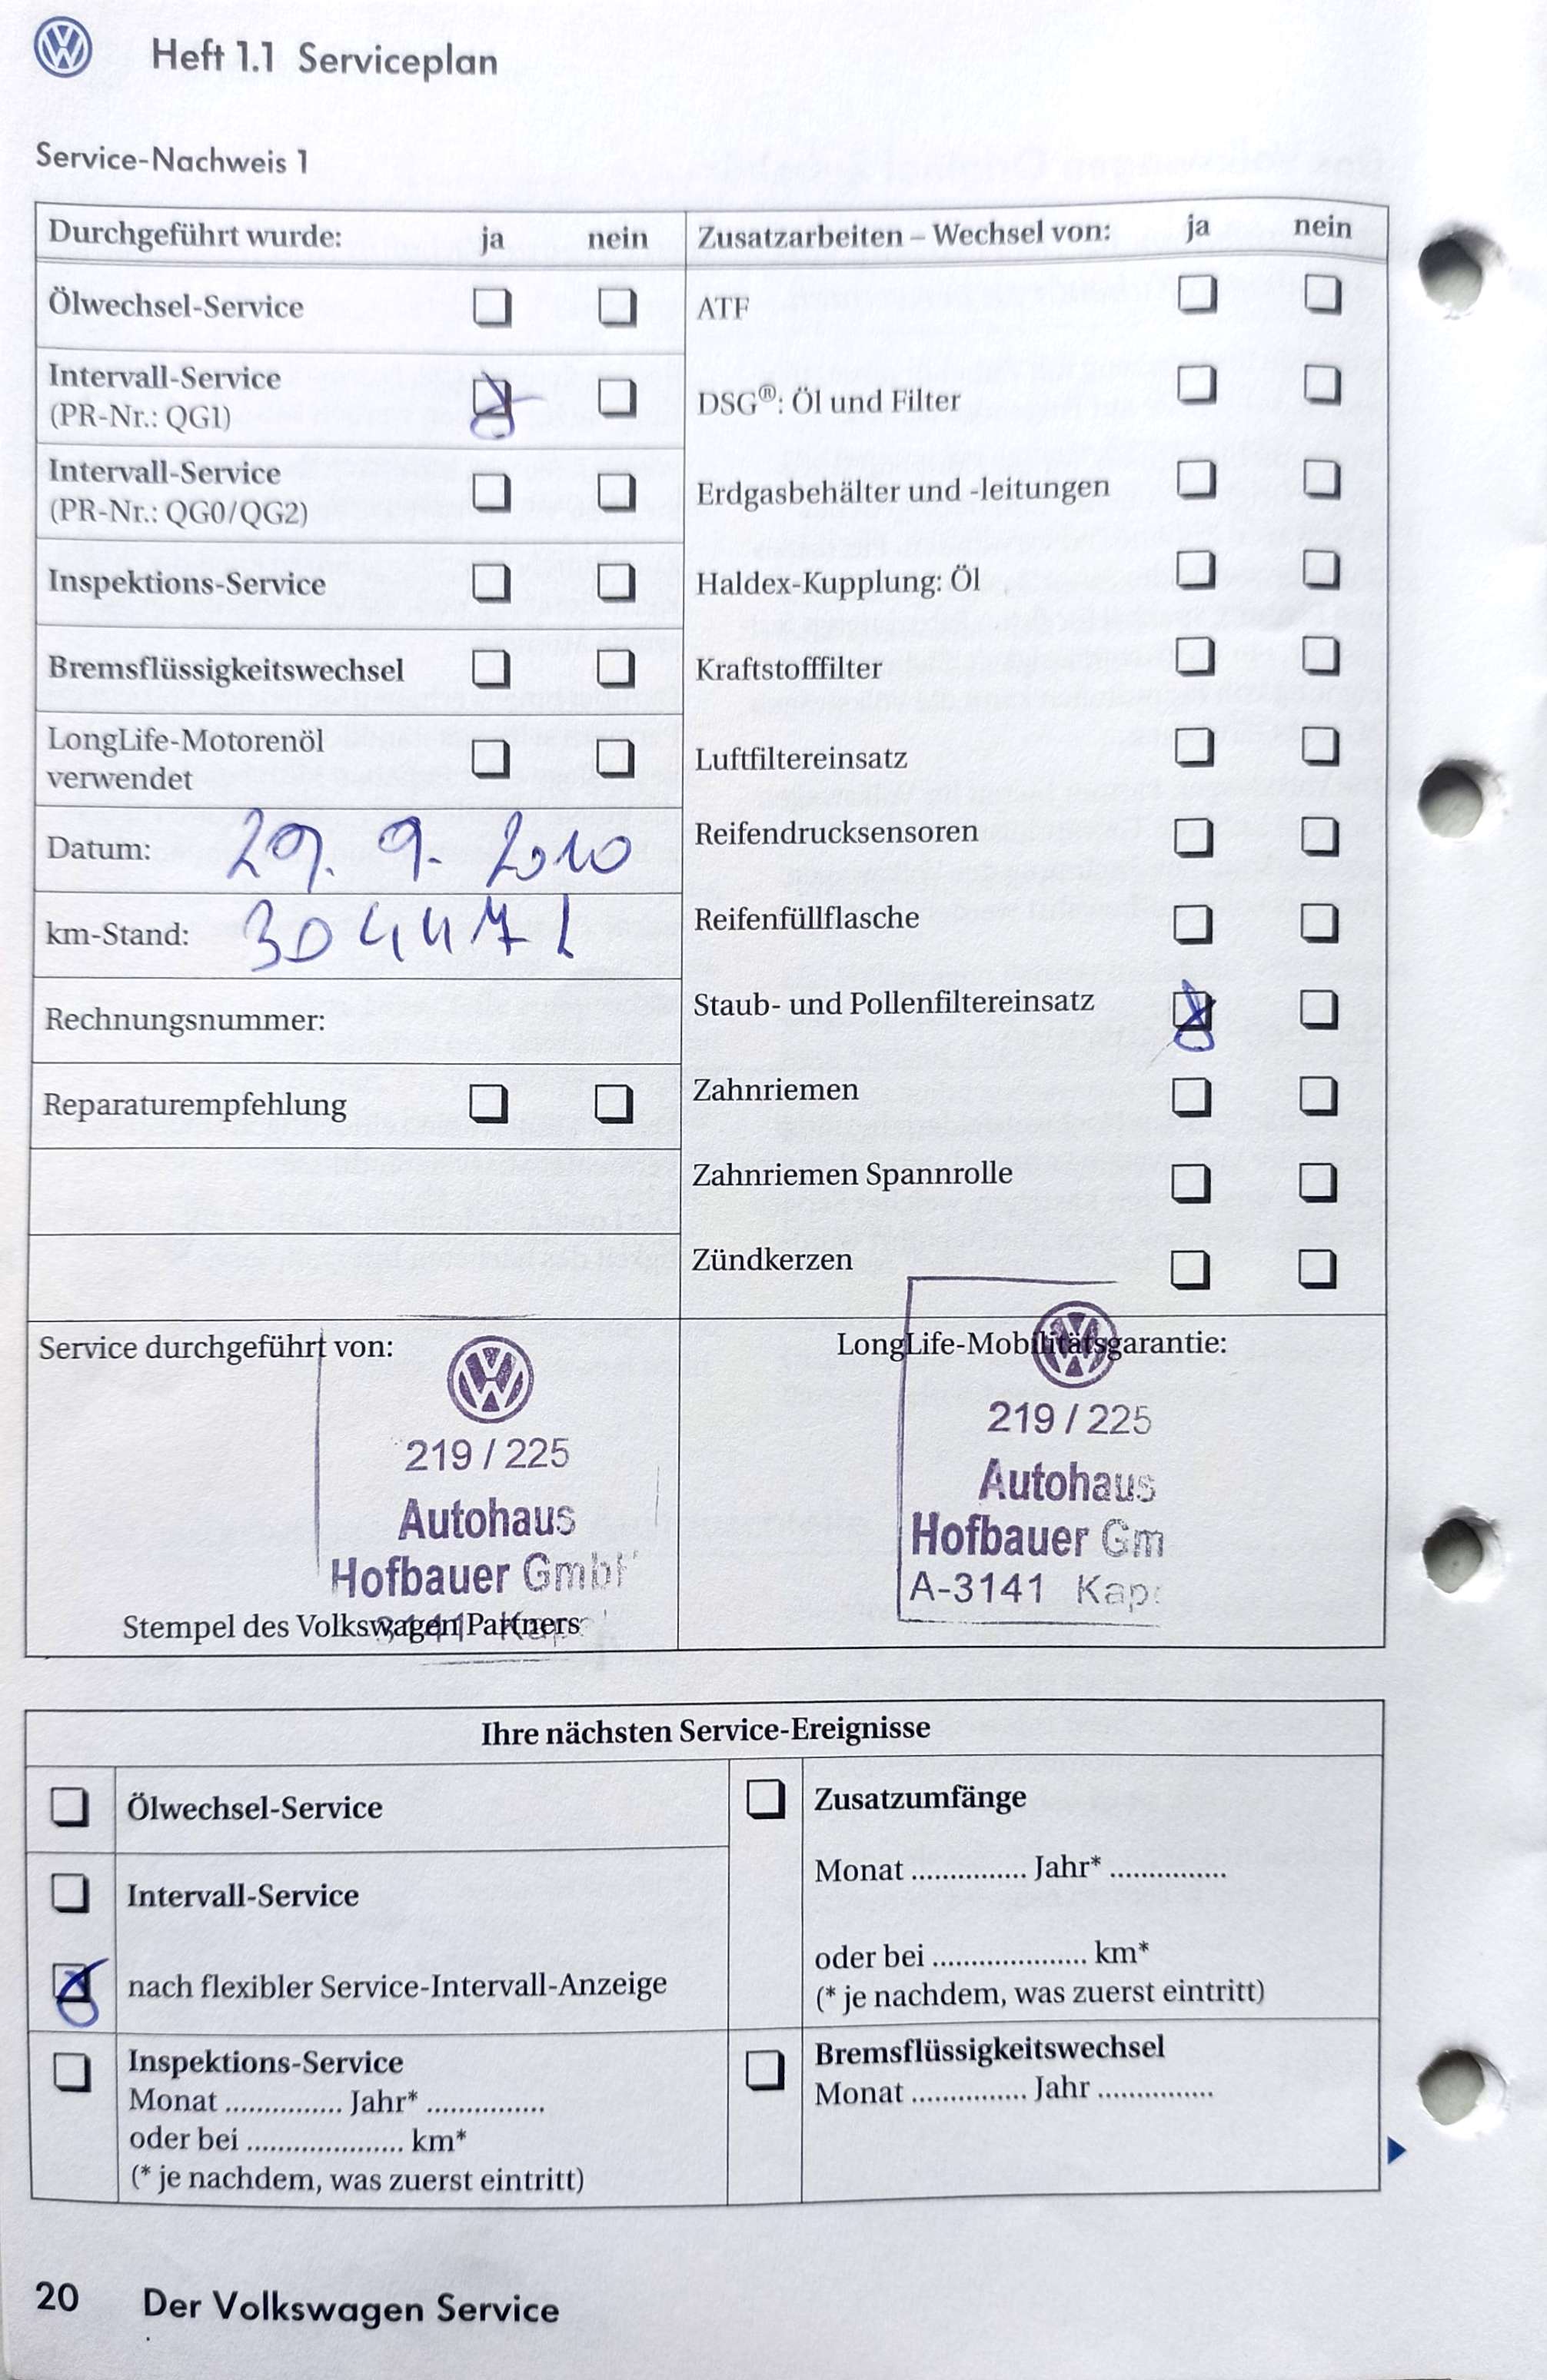 Heft 1.1 Serviceplan
Service-Nachweis 1
Durchgeführt wurde: ja nein
Ölwechsel-Service
Intervall-Service
(PR-Nr.: QG1)
Intervall-Service
(PR-Nr.: QG0/QG2)
Inspektions-Service
Bremsflüssigkeitswechsel
LongLife-Motorenöl
verwendet
Datum: 29. 9. 2010
km-Stand:
Rechnungsnummer:
Reparaturempfehlung
Zusatzarbeiten – Wechsel von: ja nein
ATF
DSG®: Öl und Filter
Erdgasbehälter und -leitungen
Haldex-Kupplung: Öl
Kraftstofffilter
Luftfiltereinsatz
Reifendrucksensoren
Reifenfüllflasche
Staub- und Pollenfiltereinsatz
Zahnriemen
Zahnriemen Spannrolle
Zündkerzen
Service durchgeführt von:
219 / 225
Autohaus
Hofbauer GmbH
Stempel des Volkswagen Partners
LongLife-Mobilitätsgarantie:
219 / 225
Autohaus
Hofbauer Gm
A-3141 Kap
Ihre nächsten Service-Ereignisse
Ölwechsel-Service
Intervall-Service
nach flexibler Service-Intervall-Anzeige
Inspektions-Service
Monat ............... Jahr* ...............
oder bei .................... km*
(* je nachdem, was zuerst eintritt)
Zusatzumfänge
Monat ............... Jahr* ...............
oder bei .................... km*
(* je nachdem, was zuerst eintritt)
Bremsflüssigkeitswechsel
Monat ............... Jahr ...............
20 Der Volkswagen Service